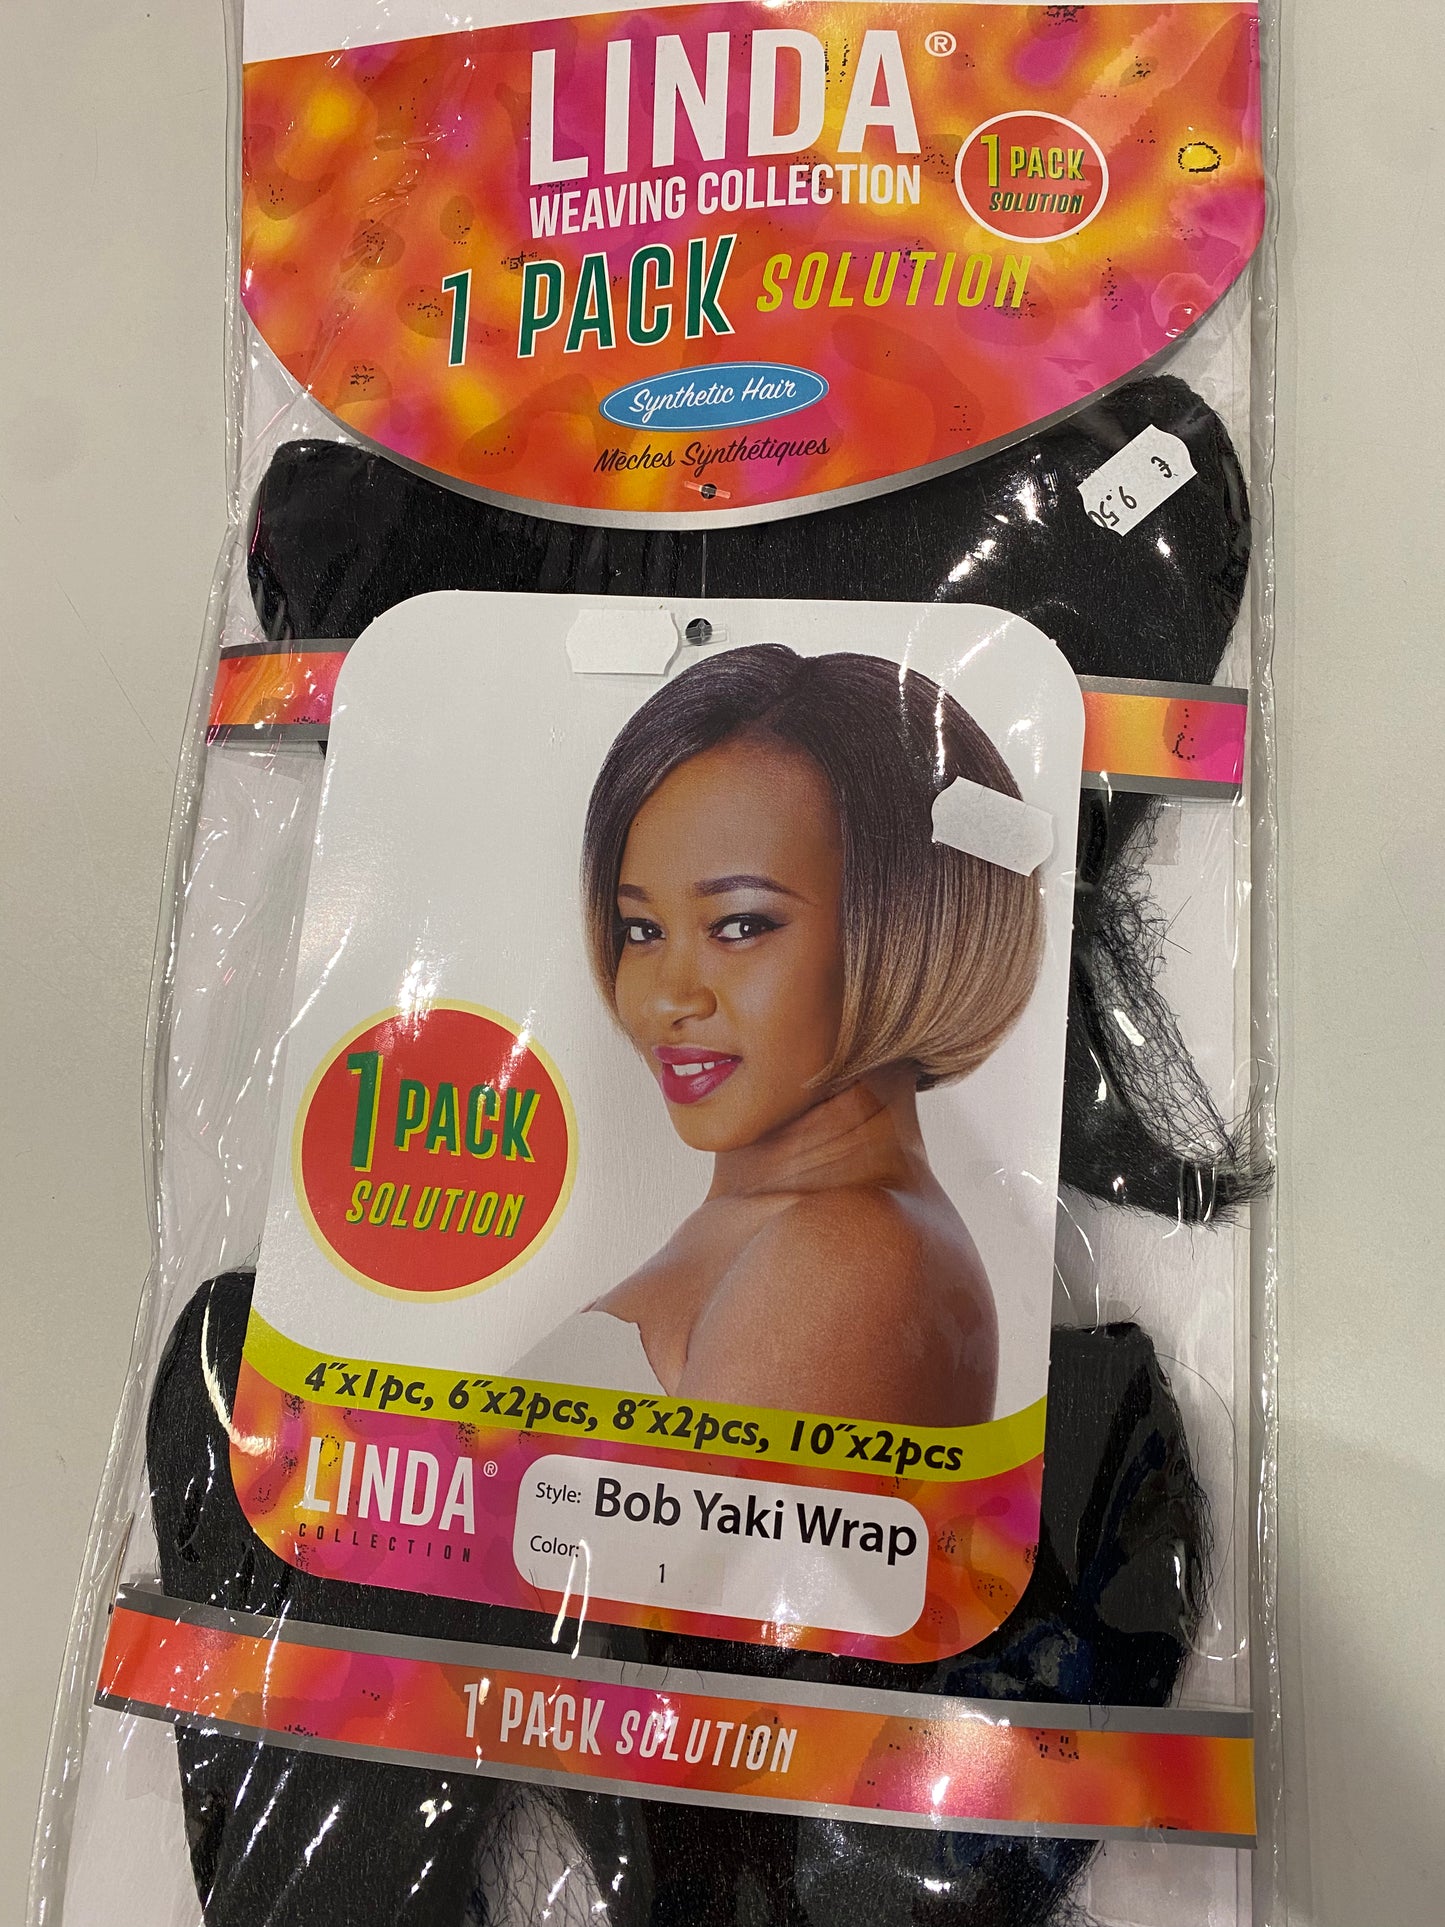 LINDA®
WEAVING COLLECTION
1 PACK SOLUTION
1 PACK
SOLUTION
Synthetic Hair
Mèches Synthétiques
€ 9.50
1 PACK
SOLUTION
4"x1pc, 6"x2pcs, 8"x2pcs, 10"x2pcs
LINDA®
COLLECTION
Style: Bob Yaki Wrap
Color: 1
1 PACK SOLUTION